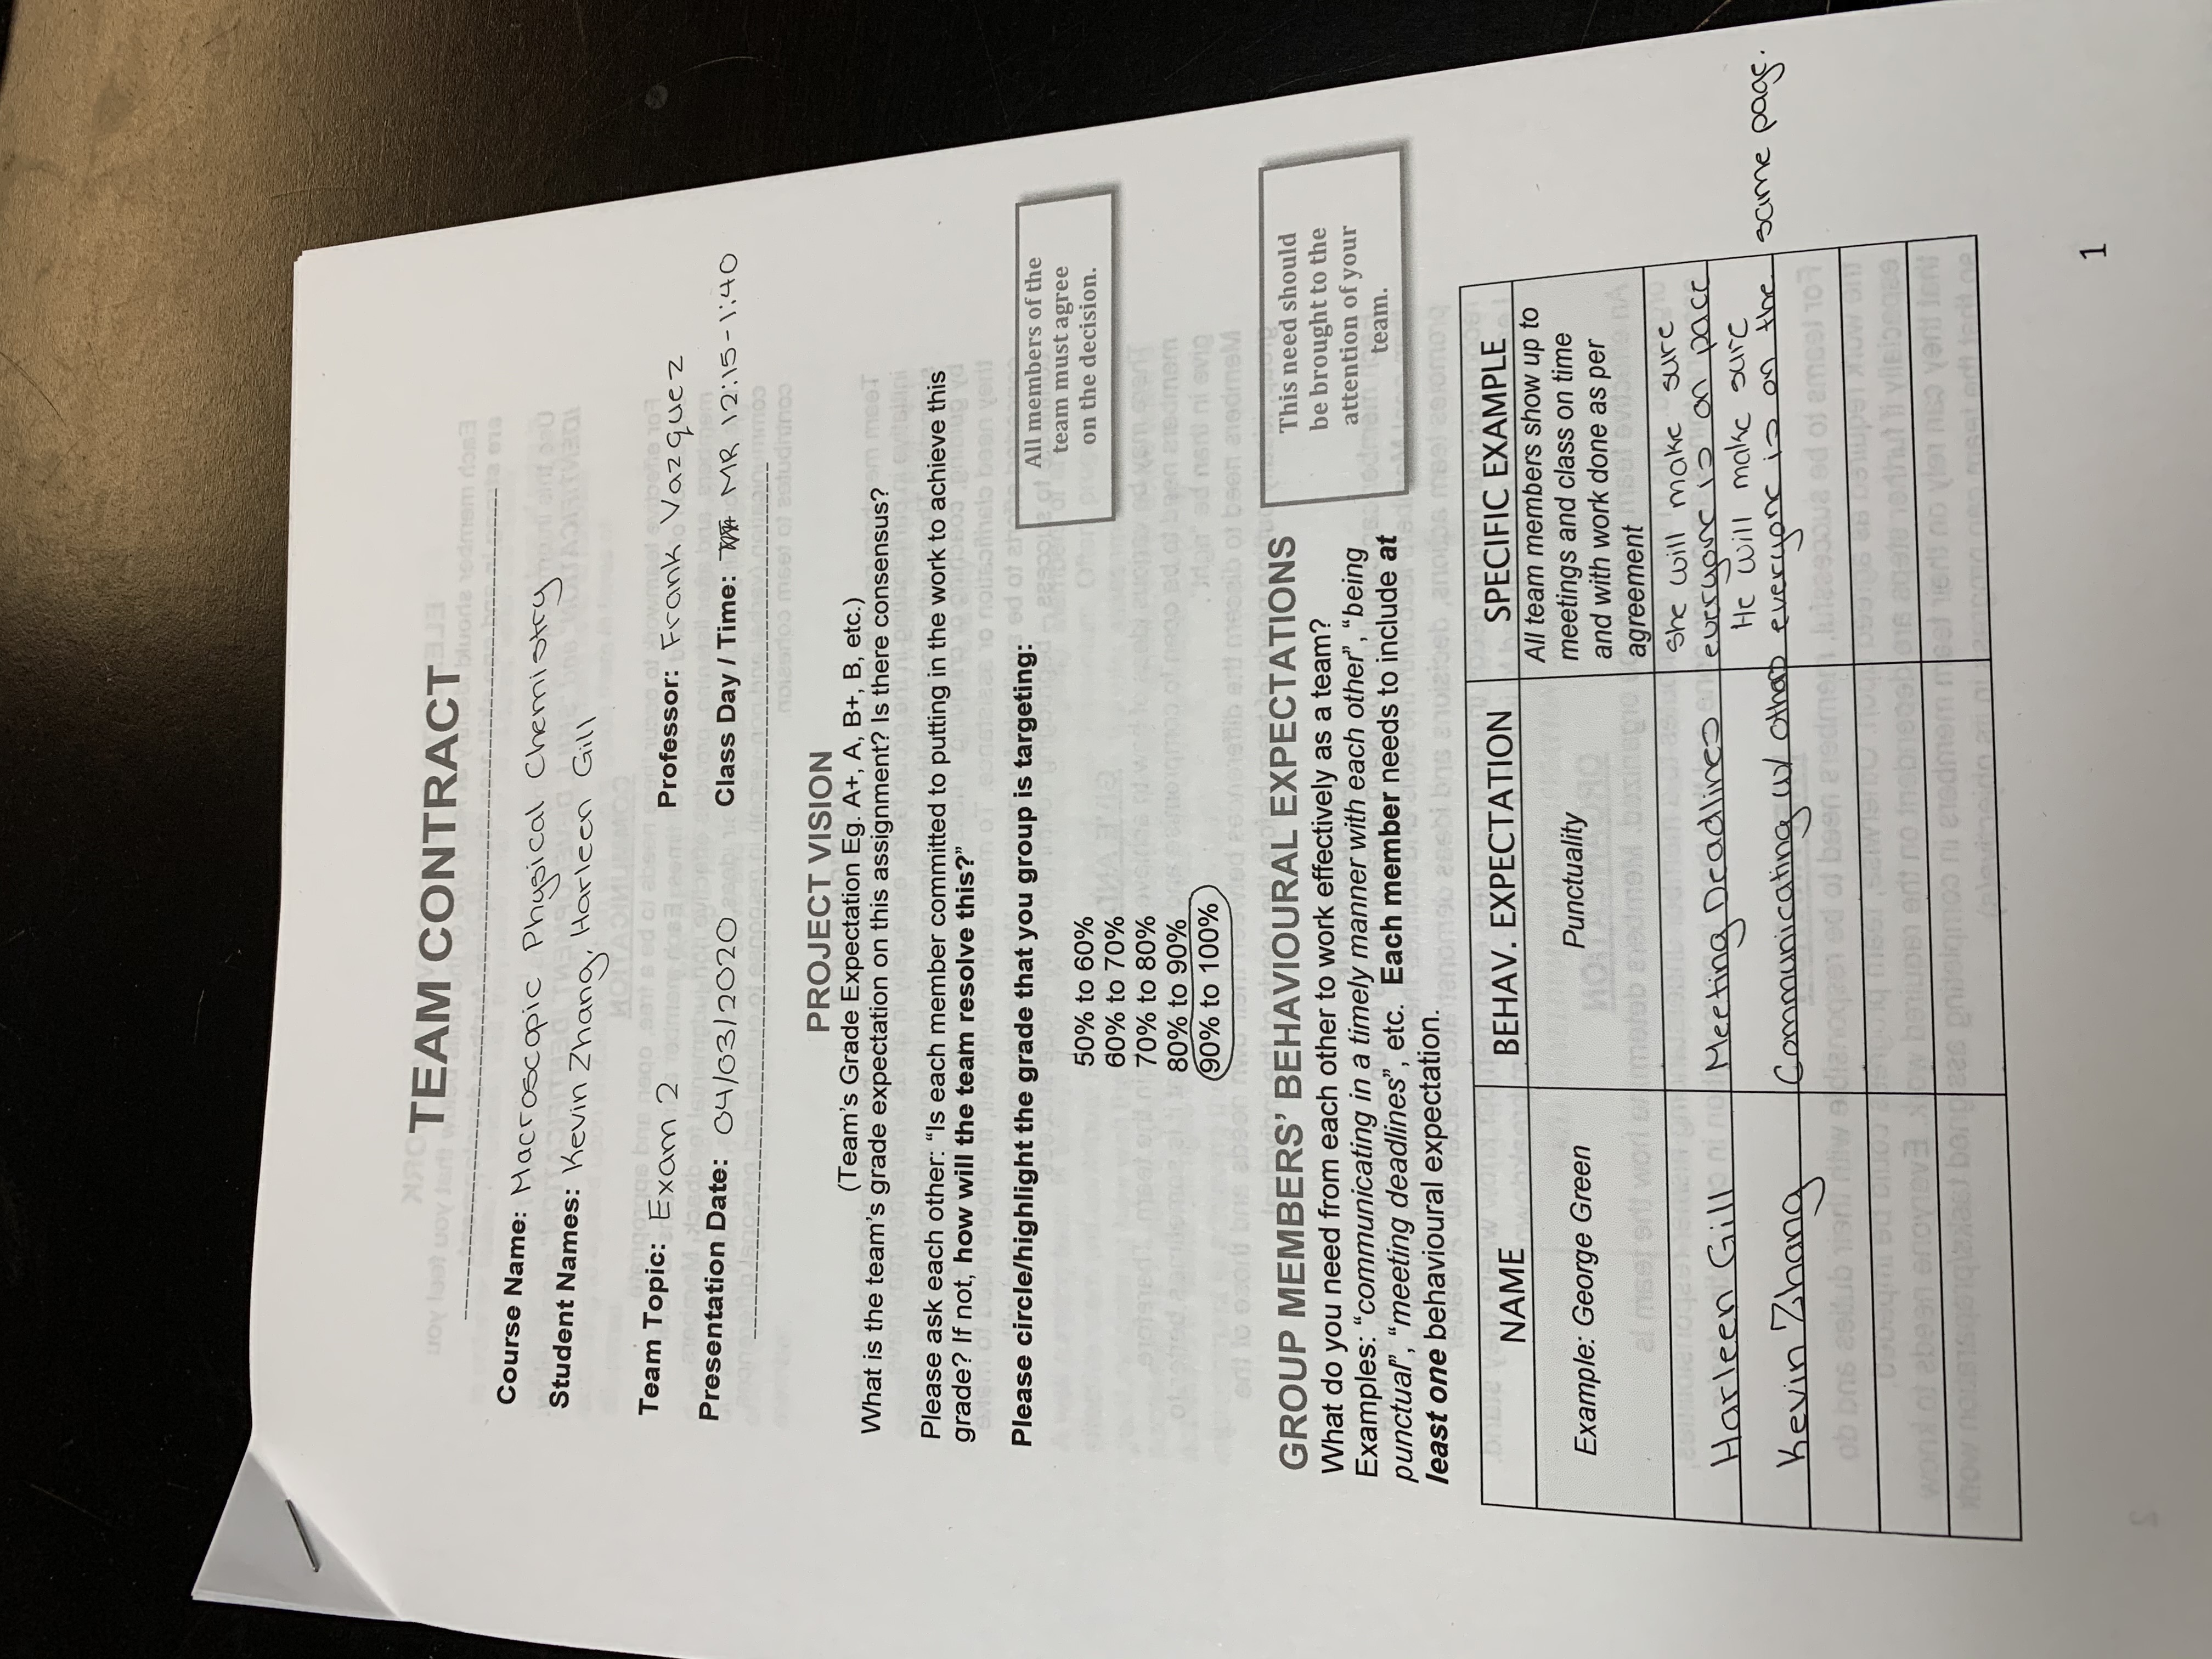 TEAM CONTRACT
Course Name: Macroscopic Physical Chemistry
Student Names: Kevin Zhang, Harleen Gill
Team Topic: Exam 2 Professor: Frank Vazquez
Presentation Date: 04/03/2020 Class Day / Time: MR 12:15-1:40
PROJECT VISION
(Team's Grade Expectation Eg. A+, A, B+, B, etc.)
What is the team's grade expectation on this assignment? Is there consensus?
Please ask each other: “Is each member committed to putting in the work to achieve this
grade? If not, how will the team resolve this?”
Please circle/highlight the grade that you group is targeting:
All members of the
team must agree
on the decision.
50% to 60%
60% to 70%
70% to 80%
80% to 90%
90% to 100%
GROUP MEMBERS' BEHAVIOURAL EXPECTATIONS
What do you need from each other to work effectively as a team?
Examples: “communicating in a timely manner with each other”, “being
punctual”, “meeting deadlines”, etc. Each member needs to include at
least one behavioural expectation.
This need should
be brought to the
attention of your
team.
NAME BEHAV. EXPECTATION SPECIFIC EXAMPLE
Example: George Green Punctuality All team members show up to
meetings and class on time
and with work done as per
agreement
Harleen Gill Meeting Deadlines She will make sure
everyone is on pace
Kevin Zhang Communicating w/ others He will make sure
everyone is on the same page.
1